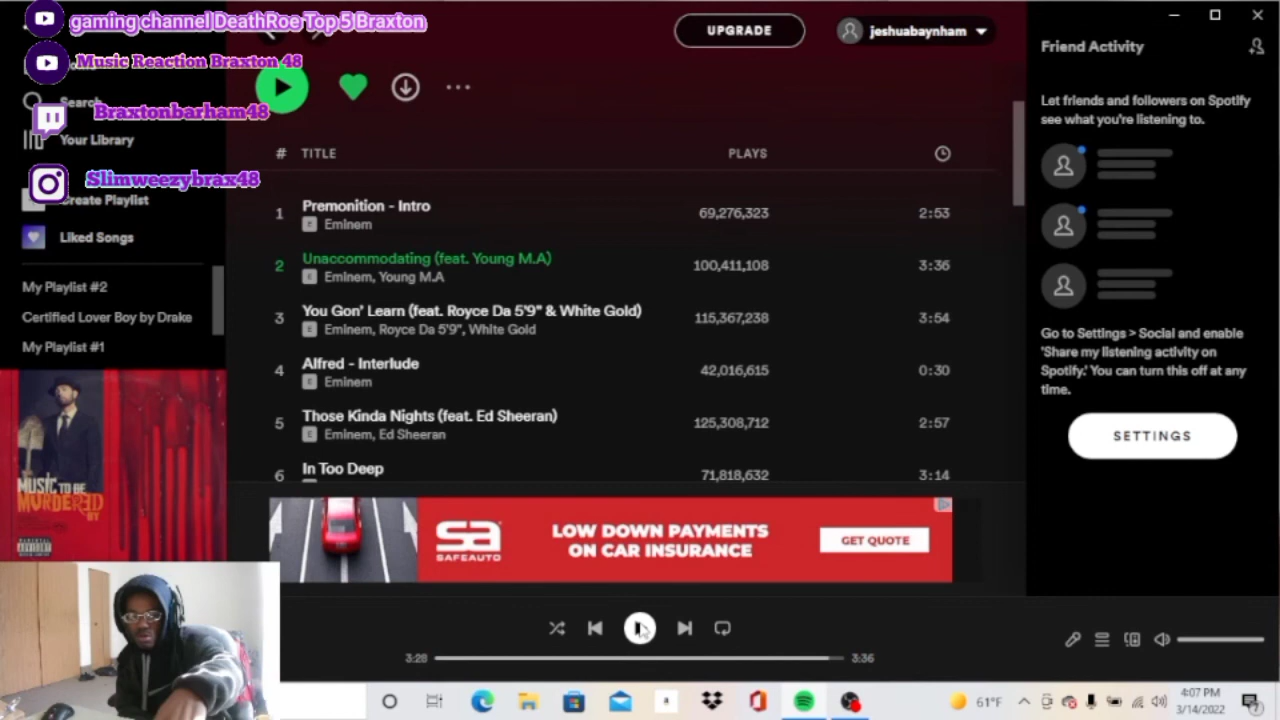 gaming channel DeathRoe Top 5 Braxton
Music Reaction Braxton 48
Search
Braxtonbarham48
Your Library
Slimweezybrax48
Create Playlist
Liked Songs
My Playlist #2
Certified Lover Boy by Drake
My Playlist #1
MUSIC TO BE
MURDERED
BY
UPGRADE
jeshuabaynham
# TITLE PLAYS
1 Premonition - Intro 69,276,323 2:53
E Eminem
2 Unaccommodating (feat. Young M.A) 100,411,108 3:36
E Eminem, Young M.A
3 You Gon' Learn (feat. Royce Da 5'9" & White Gold) 115,367,238 3:54
E Eminem, Royce Da 5'9", White Gold
4 Alfred - Interlude 42,016,615 0:30
E Eminem
5 Those Kinda Nights (feat. Ed Sheeran) 125,308,712 2:57
E Eminem, Ed Sheeran
6 In Too Deep 71,818,632 3:14
sa
SAFEAUTO
LOW DOWN PAYMENTS
ON CAR INSURANCE
GET QUOTE
Friend Activity
Let friends and followers on Spotify
see what you're listening to.
Go to Settings > Social and enable
'Share my listening activity on
Spotify.' You can turn this off at any
time.
SETTINGS
3:28 3:36
61°F
4:07 PM
3/14/2022